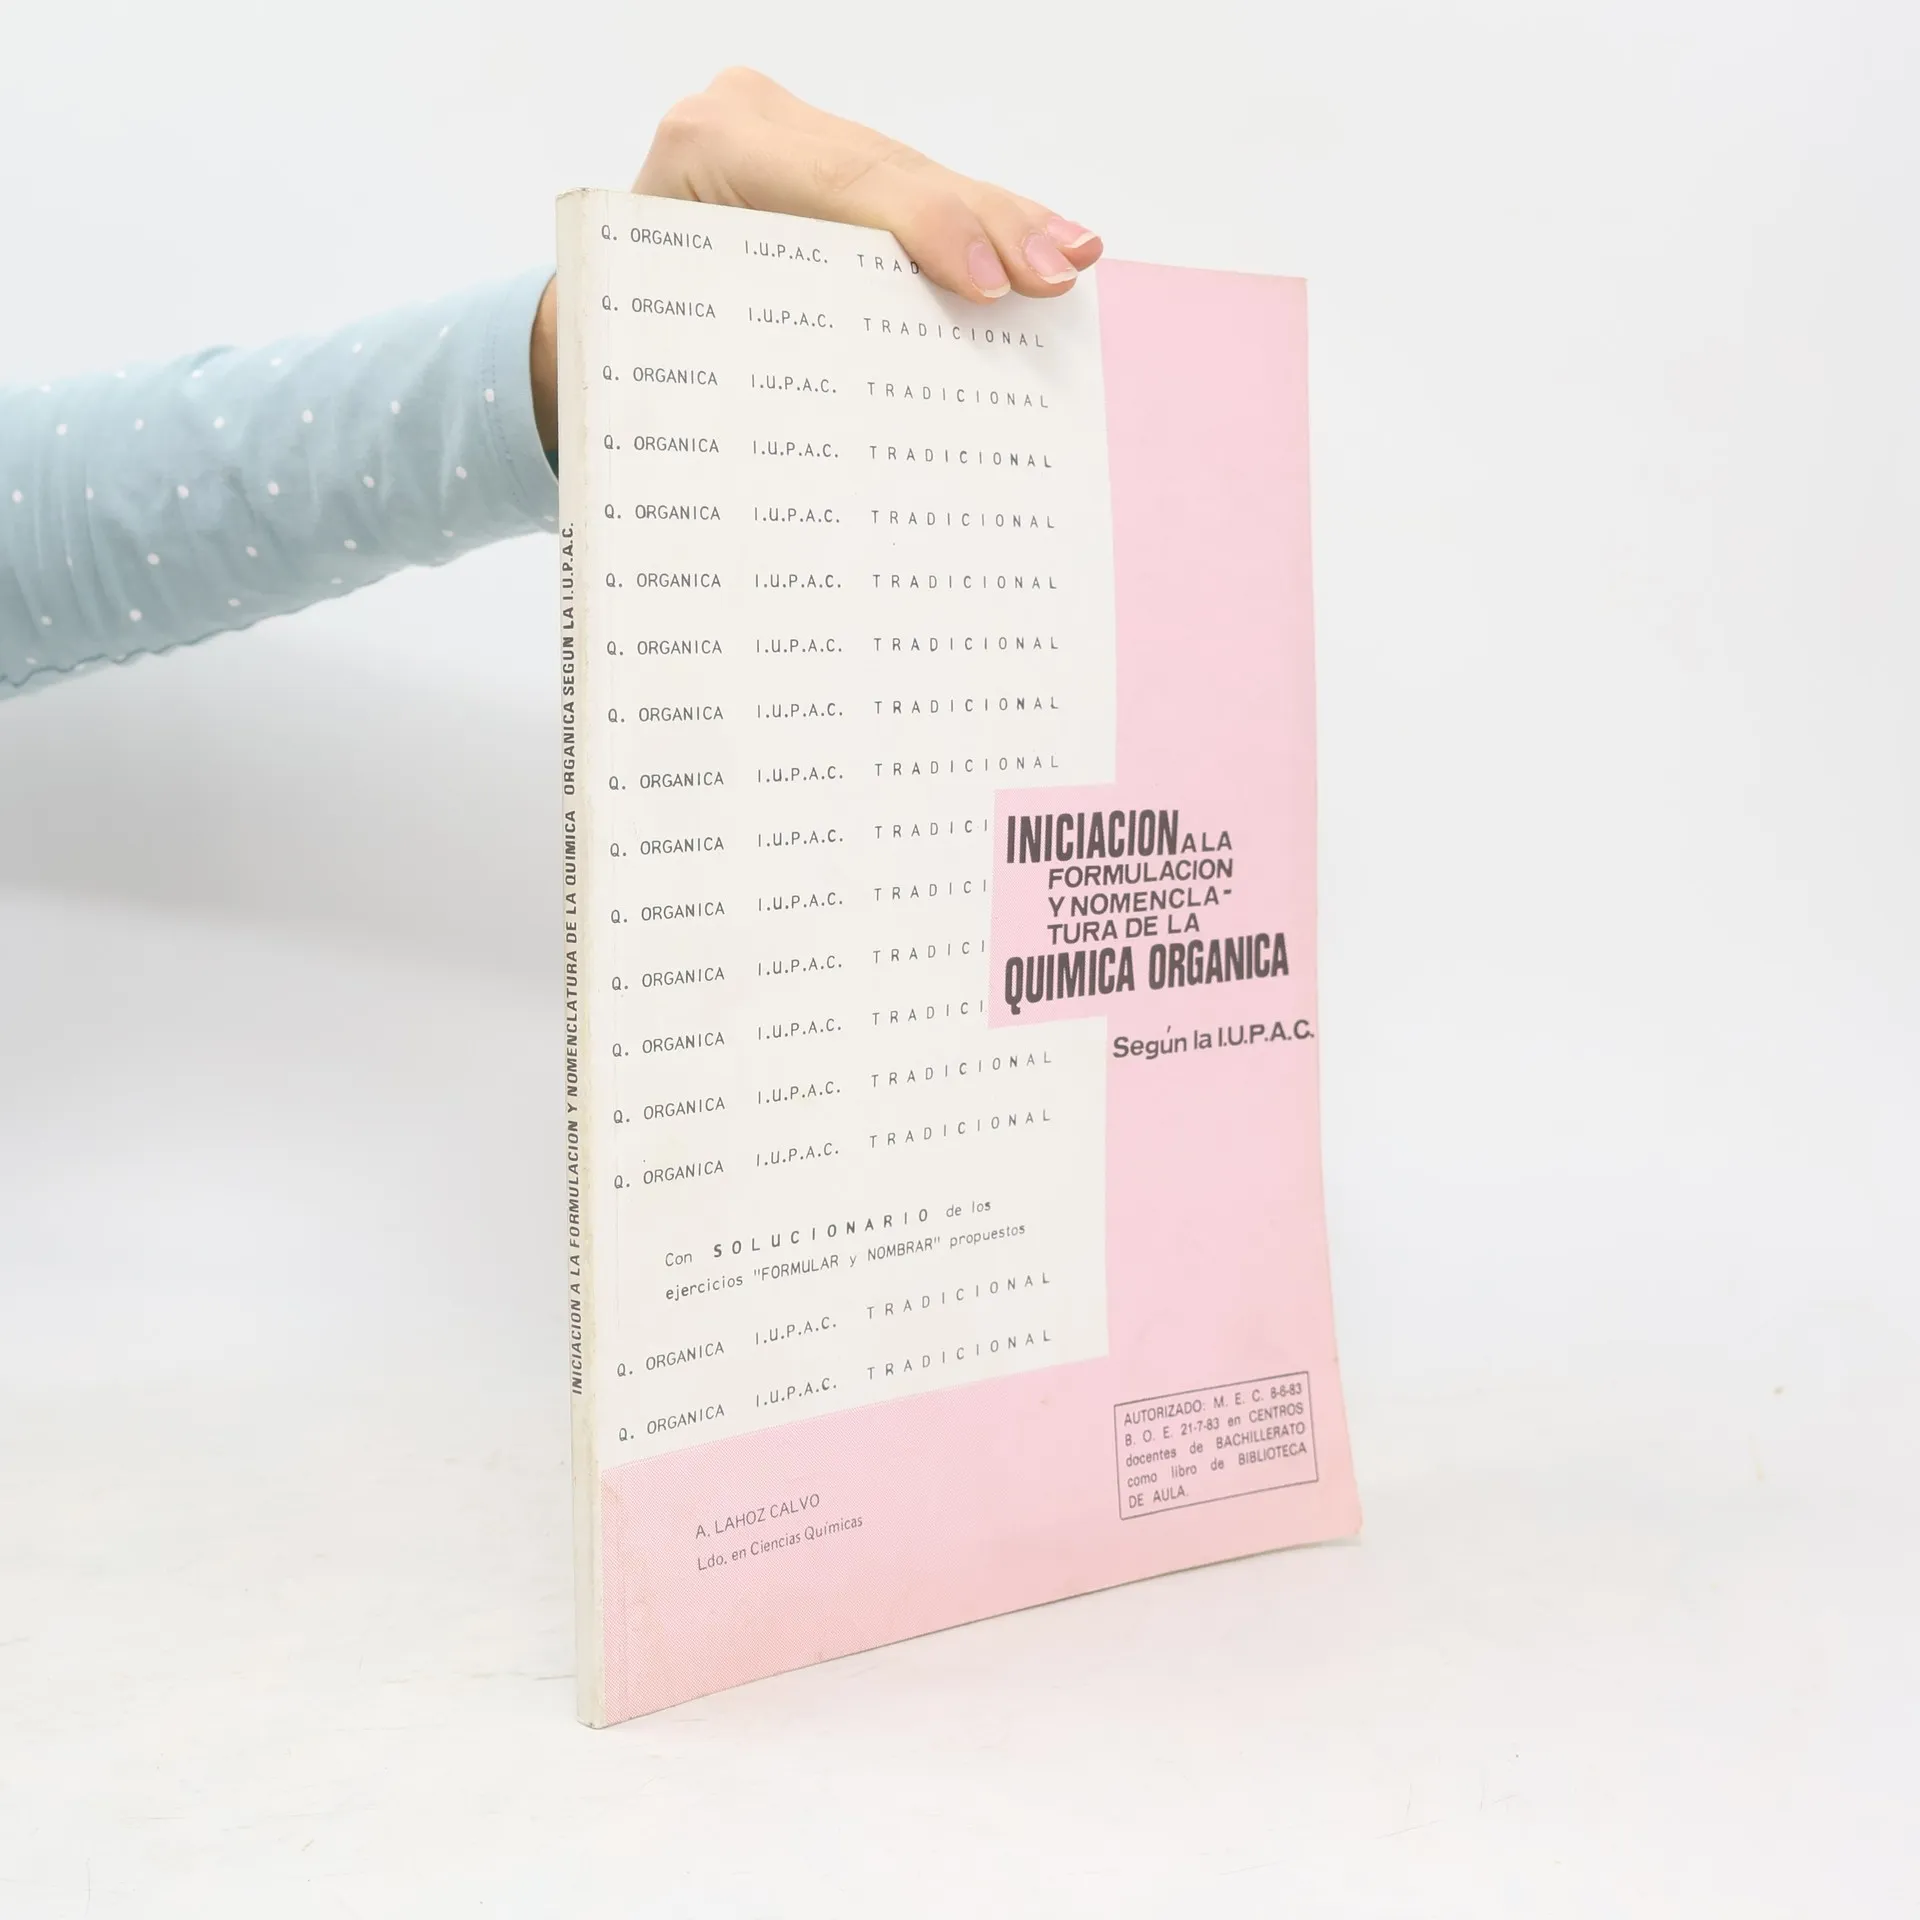 INICIACION A LA FORMULACION Y NOMENCLATURA DE LA QUIMICA ORGANICA SEGUN LA I.U.P.A.C.
Q. ORGANICA I.U.P.A.C. TRAD
Q. ORGANICA I.U.P.A.C. TRADICIONAL
Q. ORGANICA I.U.P.A.C. TRADICIONAL
Q. ORGANICA I.U.P.A.C. TRADICIONAL
Q. ORGANICA I.U.P.A.C. TRADICIONAL
Q. ORGANICA I.U.P.A.C. TRADICIONAL
Q. ORGANICA I.U.P.A.C. TRADICIONAL
Q. ORGANICA I.U.P.A.C. TRADICIONAL
Q. ORGANICA I.U.P.A.C. TRADICIONAL
Q. ORGANICA I.U.P.A.C. TRADICI
Q. ORGANICA I.U.P.A.C. TRADICI
Q. ORGANICA I.U.P.A.C. TRADICI
Q. ORGANICA I.U.P.A.C. TRADICI
Q. ORGANICA I.U.P.A.C. TRADICIONAL
Q. ORGANICA I.U.P.A.C. TRADICIONAL
INICIACION A LA
FORMULACION
Y NOMENCLA-
TURA DE LA
QUIMICA ORGANICA
Según la I.U.P.A.C.
Con SOLUCIONARIO de los
ejercicios "FORMULAR y NOMBRAR" propuestos
Q. ORGANICA I.U.P.A.C. TRADICIONAL
Q. ORGANICA I.U.P.A.C. TRADICIONAL
A. LAHOZ CALVO
Ldo. en Ciencias Químicas
AUTORIZADO: M. E. C. 8-6-83
B. O. E. 21-7-83 en CENTROS
docentes de BACHILLERATO
como libro de BIBLIOTECA
DE AULA.